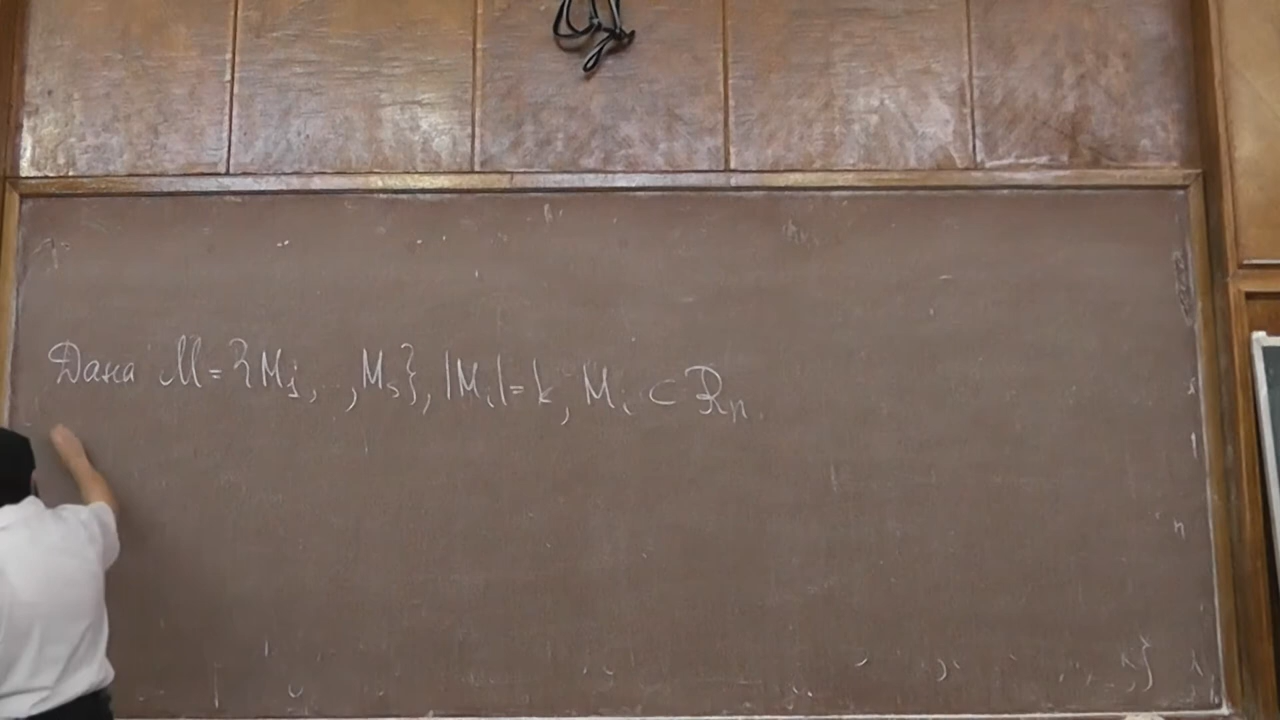 Дана M = {M₁, .., Mₛ}, |Mᵢ| = k, Mᵢ ⊂ Rₙ.